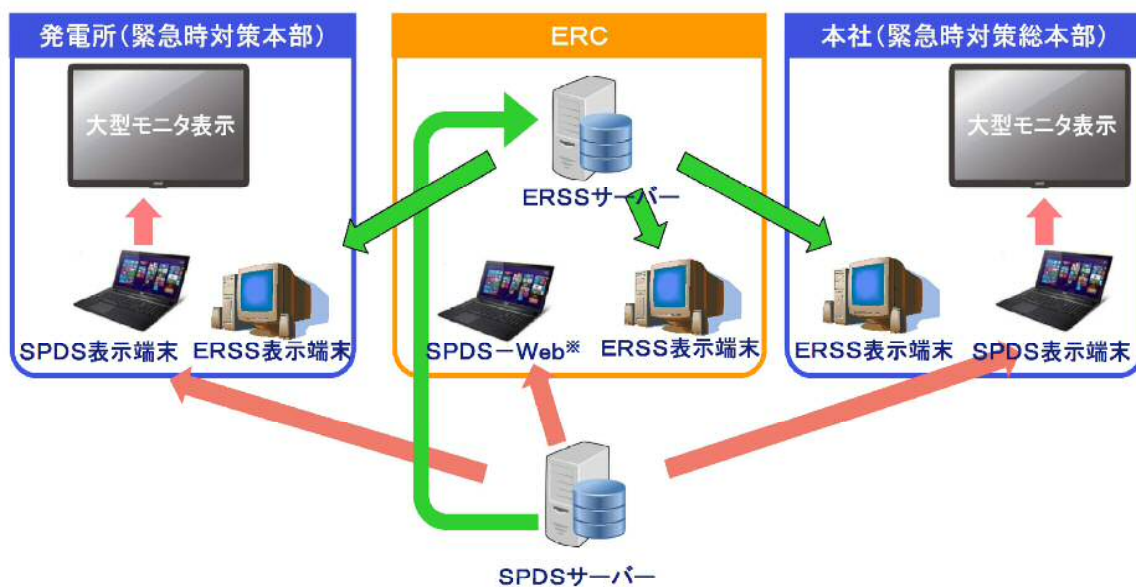 発電所(緊急時対策本部)
ERC
本社(緊急時対策総本部)
大型モニタ表示
大型モニタ表示
ERSSサーバー
SPDS表示端末
ERSS表示端末
SPDS－Web※
ERSS表示端末
ERSS表示端末
SPDS表示端末
SPDSサーバー